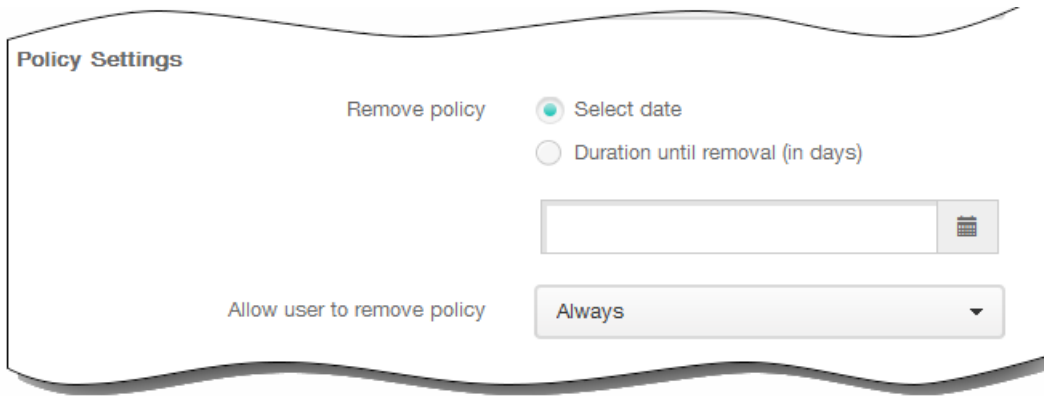 Policy Settings
Remove policy
Select date
Duration until removal (in days)
Allow user to remove policy
Always